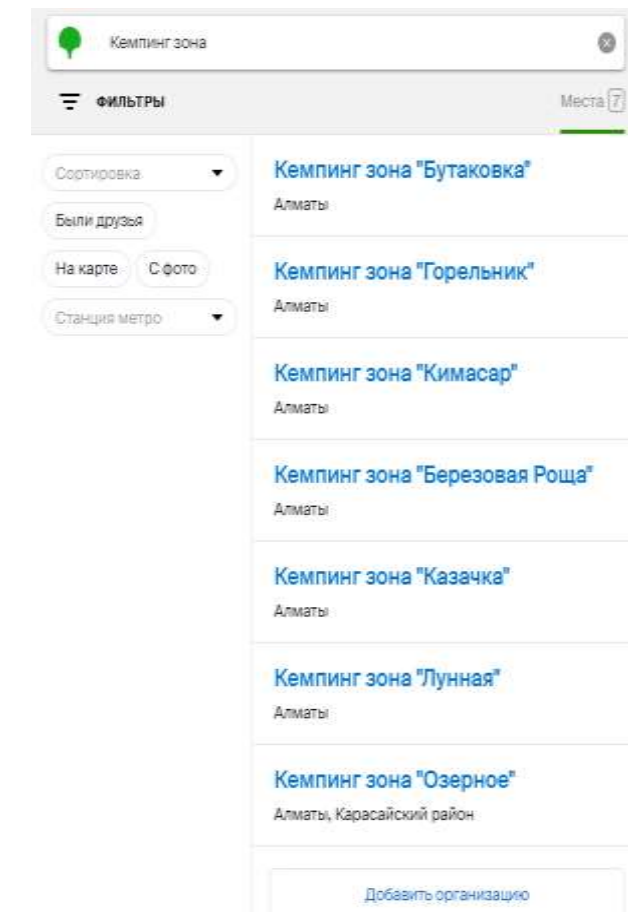 Кемпинг зона
ФИЛЬТРЫ
Места 7
Сортировка
Были друзья
На карте С фото
Станция метро
Кемпинг зона "Бутаковка"
Алматы
Кемпинг зона "Горельник"
Алматы
Кемпинг зона "Кимасар"
Алматы
Кемпинг зона "Березовая Роща"
Алматы
Кемпинг зона "Казачка"
Алматы
Кемпинг зона "Лунная"
Алматы
Кемпинг зона "Озерное"
Алматы, Карасайский район
Добавить организацию